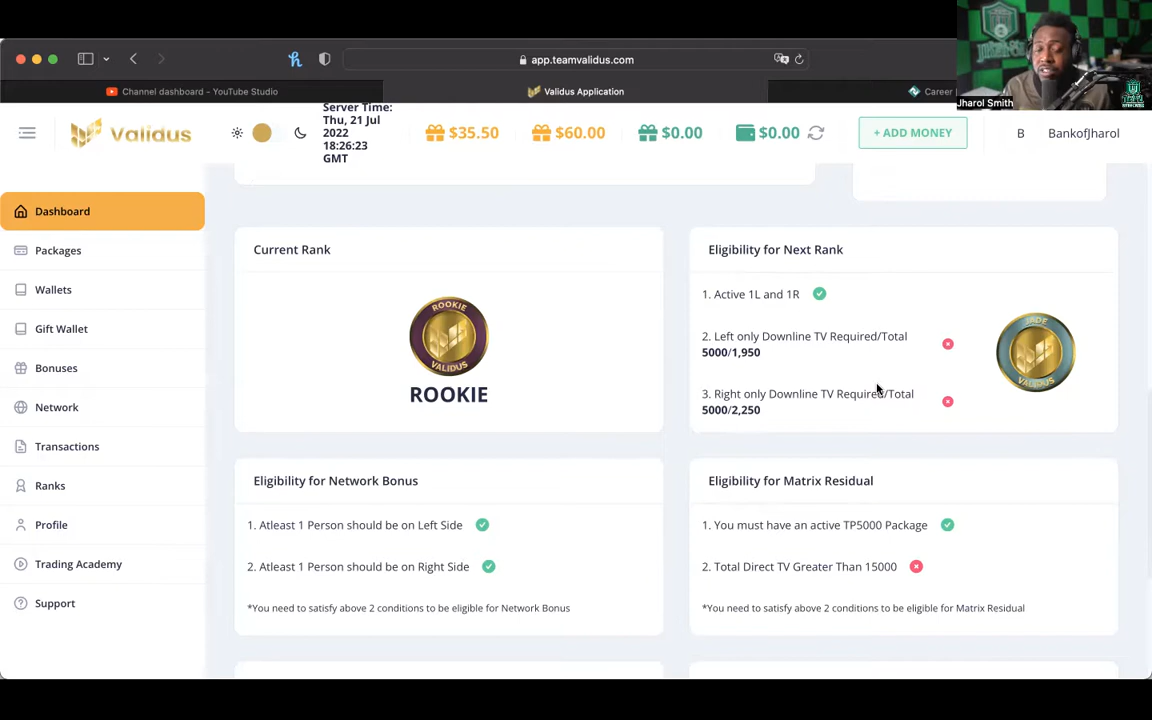 app.teamvalidus.com
Channel dashboard - YouTube Studio
Validus Application
Career
Jharol Smith
Validus
Server Time:
Thu, 21 Jul
2022
18:26:23
GMT
$35.50
$60.00
$0.00
$0.00
+ ADD MONEY
B
BankofJharol
Dashboard
Packages
Wallets
Gift Wallet
Bonuses
Network
Transactions
Ranks
Profile
Trading Academy
Support
Current Rank
ROOKIE
VALIDUS
ROOKIE
Eligibility for Next Rank
1. Active 1L and 1R
2. Left only Downline TV Required/Total
5000/1,950
3. Right only Downline TV Required/Total
5000/2,250
JADE
VALIDUS
Eligibility for Network Bonus
1. Atleast 1 Person should be on Left Side
2. Atleast 1 Person should be on Right Side
*You need to satisfy above 2 conditions to be eligible for Network Bonus
Eligibility for Matrix Residual
1. You must have an active TP5000 Package
2. Total Direct TV Greater Than 15000
*You need to satisfy above 2 conditions to be eligible for Matrix Residual